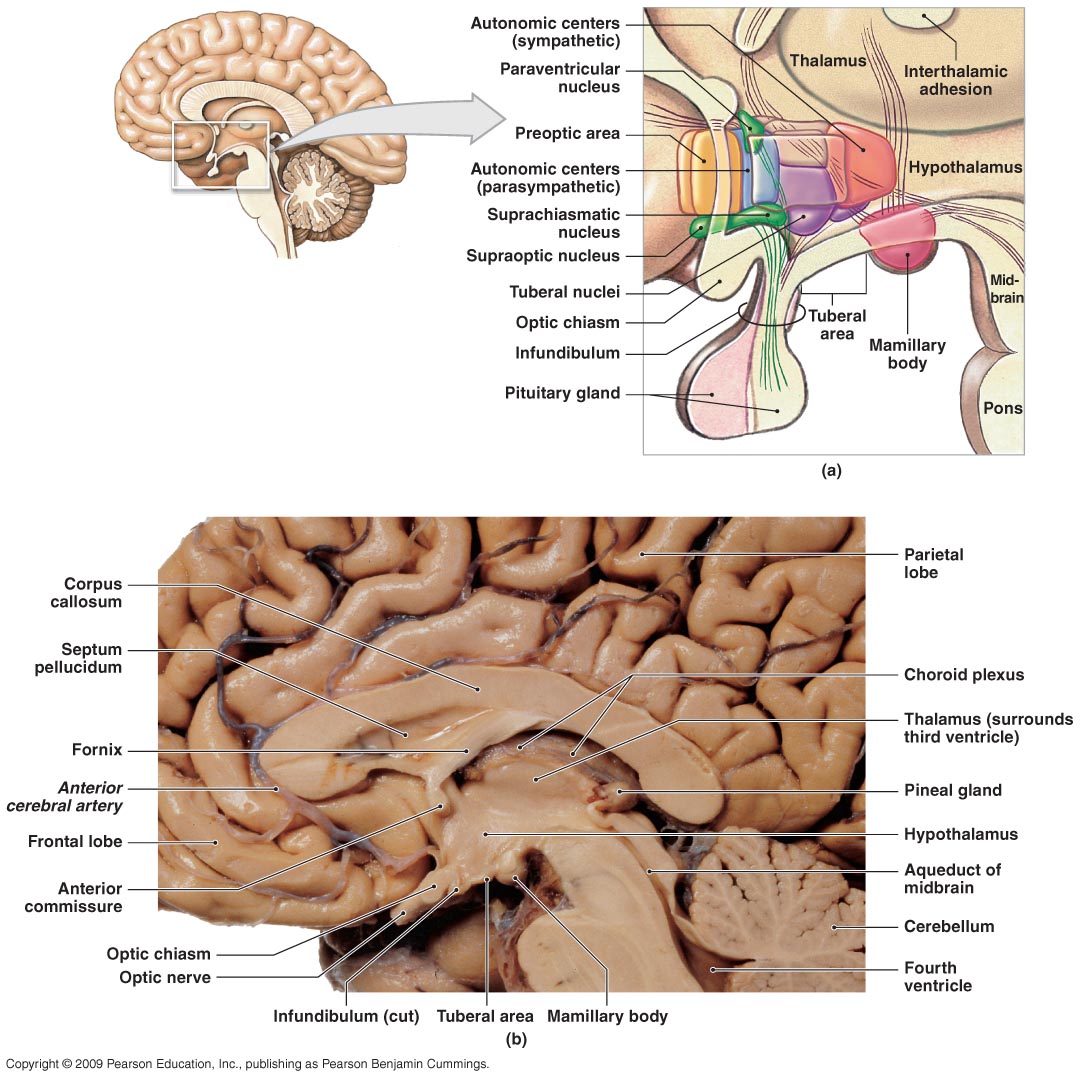 Autonomic centers
(sympathetic)
Paraventricular
nucleus
Preoptic area
Autonomic centers
(parasympathetic)
Suprachiasmatic
nucleus
Supraoptic nucleus
Tuberal nuclei
Optic chiasm
Infundibulum
Pituitary gland
Thalamus
Interthalamic
adhesion
Hypothalamus
Mid-
brain
Tuberal
area
Mamillary
body
Pons
(a)
Corpus
callosum
Septum
pellucidum
Fornix
Anterior
cerebral artery
Frontal lobe
Anterior
commissure
Optic chiasm
Optic nerve
Infundibulum (cut)
Tuberal area
Mamillary body
Parietal
lobe
Choroid plexus
Thalamus (surrounds
third ventricle)
Pineal gland
Hypothalamus
Aqueduct of
midbrain
Cerebellum
Fourth
ventricle
(b)
Copyright © 2009 Pearson Education, Inc., publishing as Pearson Benjamin Cummings.